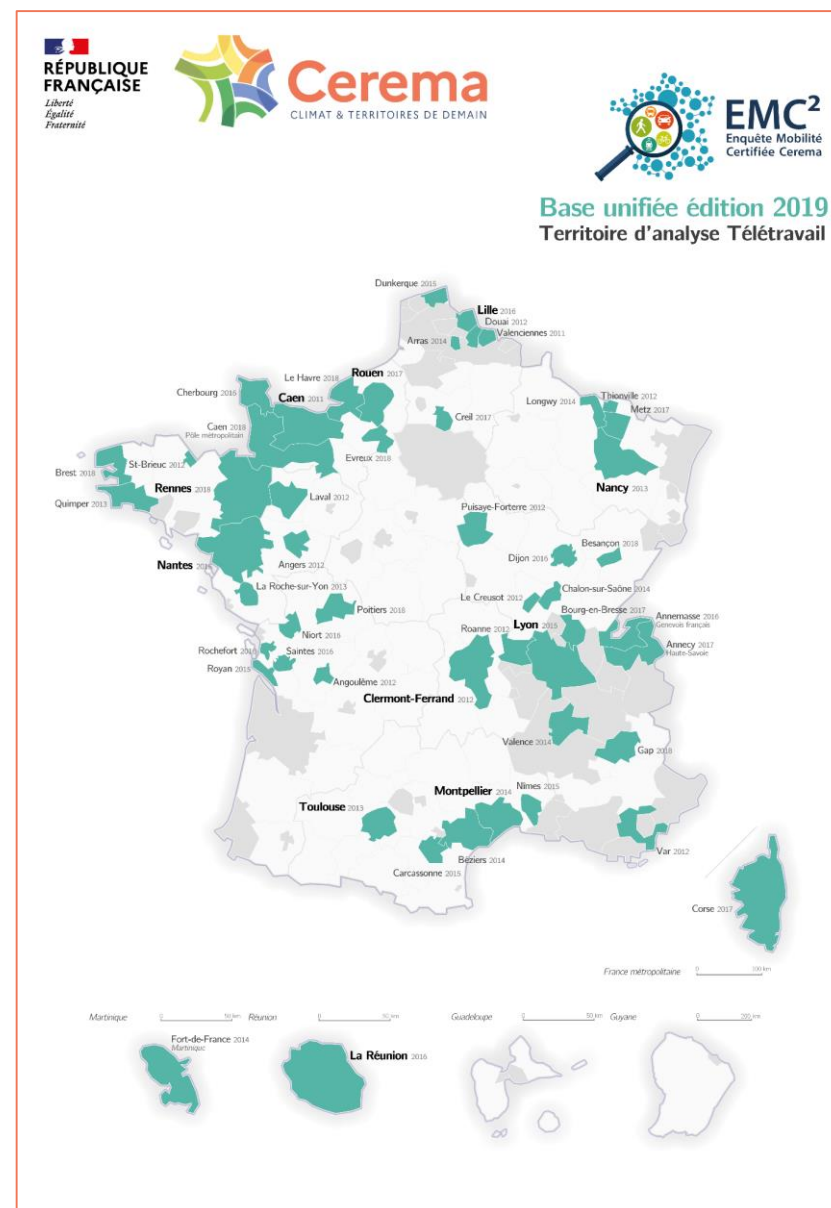 RÉPUBLIQUE
FRANÇAISE
Liberté
Égalité
Fraternité
Cerema
CLIMAT & TERRITOIRES DE DEMAIN
EMC²
Enquête Mobilité
Certifiée Cerema
Base unifiée édition 2019
Territoire d'analyse Télétravail
Dunkerque 2015
Lille 2016
Douai 2012
Valenciennes 2011
Arras 2014
Le Havre 2018
Rouen 2017
Cherbourg 2016
Caen 2011
Creil 2017
Longwy 2014
Thionville 2012
Metz 2017
Caen
Pôle métropolitain
Evreux 2018
St-Brieuc 2012
Brest 2018
Rennes 2018
Laval 2012
Nancy 2013
Quimper 2013
Puisaye-Forterre 2012
Besançon 2018
Dijon 2016
Angers 2012
Nantes
La Roche-sur-Yon 2013
Le Creusot 2012
Chalon-sur-Saône 2014
Bourg-en-Bresse 2017
Annemasse 2016
Genevois français
Poitiers 2018
Roanne 2012
Lyon 2015
Niort 2016
Annecy 2017
Haute-Savoie
Rochefort
Saintes 2016
Royan
Angoulême 2012
Clermont-Ferrand 2012
Valence 2014
Gap 2018
Nîmes 2015
Montpellier 2014
Toulouse 2013
Béziers 2014
Var 2012
Carcassonne 2015
Corse 2017
France métropolitaine
0
100 km
Martinique
0
50 km
Réunion
0
50 km
Guadeloupe
0
50 km
Guyane
0
200 km
Fort-de-France 2014
Martinique
La Réunion 2016